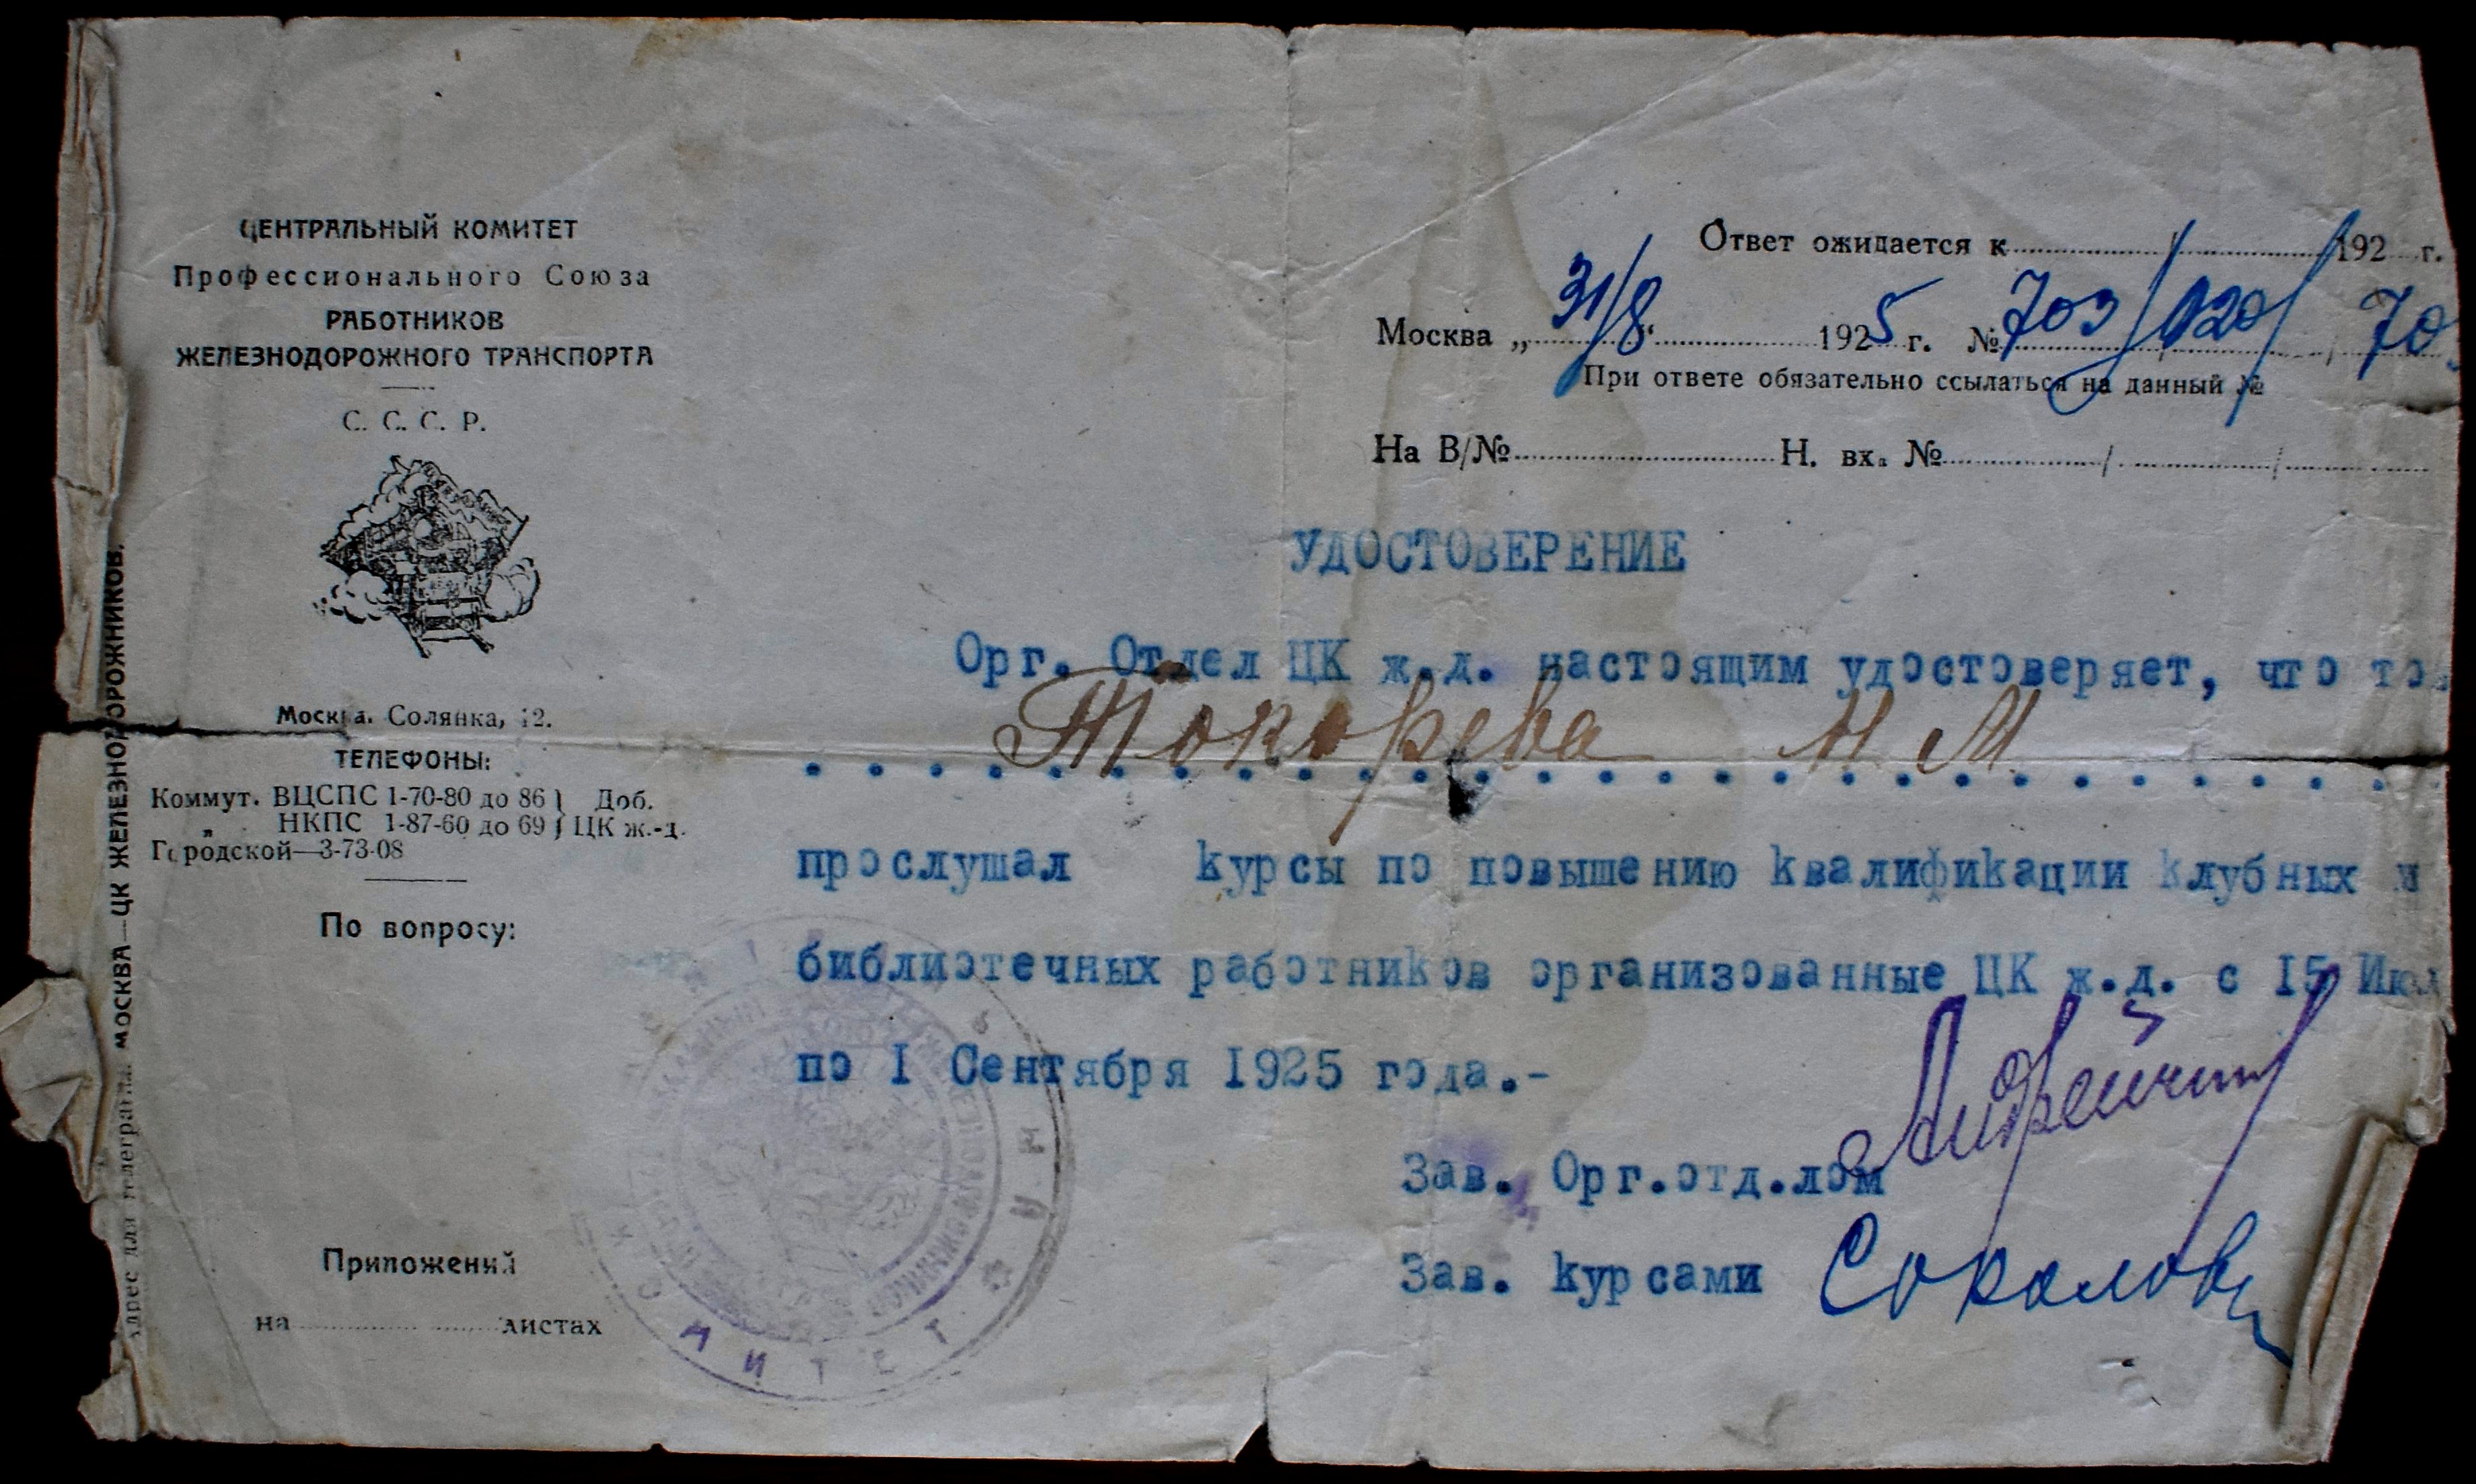 ЦЕНТРАЛЬНЫЙ КОМИТЕТ
Профессионального Союза
РАБОТНИКОВ
ЖЕЛЕЗНОДОРОЖНОГО ТРАНСПОРТА
С. С. С. Р.
Москва. Солянка, 12.
ТЕЛЕФОНЫ:
Коммут. ВЦСПС 1-70-80 до 86 } Доб.
„ НКПС 1-87-60 до 69 } ЦК ж.-д.
Городской—3-73-08
По вопросу:
Приложений
на листах
Адрес для телеграмм: МОСКВА—ЦК ЖЕЛЕЗНОДОРОЖНИКОВ.
Ответ ожидается к 192 г.
Москва „31/8“ 1925 г. № 703/020/70
При ответе обязательно ссылаться на данный №
На В/№ Н. вх. №
УДОСТОВЕРЕНИЕ
Орг. Отдел ЦК ж.д. настоящим удостоверяет, что тов.
Токорева Н М
прослушал курсы по повышению квалификации клубных и
библиотечных работников организованные ЦК ж.д. с 15 Июл
по I Сентября 1925 года.-
Зав. Орг.отд.лом
Зав. курсами Соколов
КОМИТЕТ